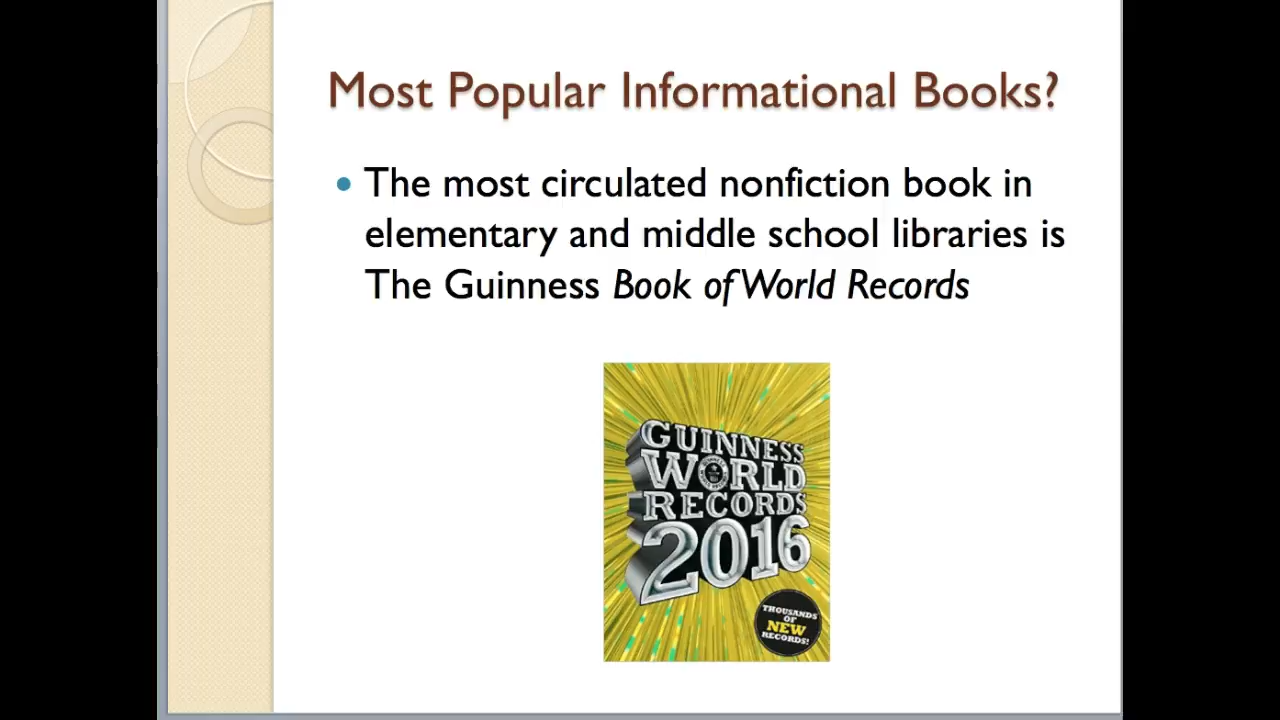 Most Popular Informational Books?
• The most circulated nonfiction book in
elementary and middle school libraries is
The Guinness Book of World Records
GUINNESS
WORLD
RECORDS
2016
THOUSANDS
OF
NEW
RECORDS!